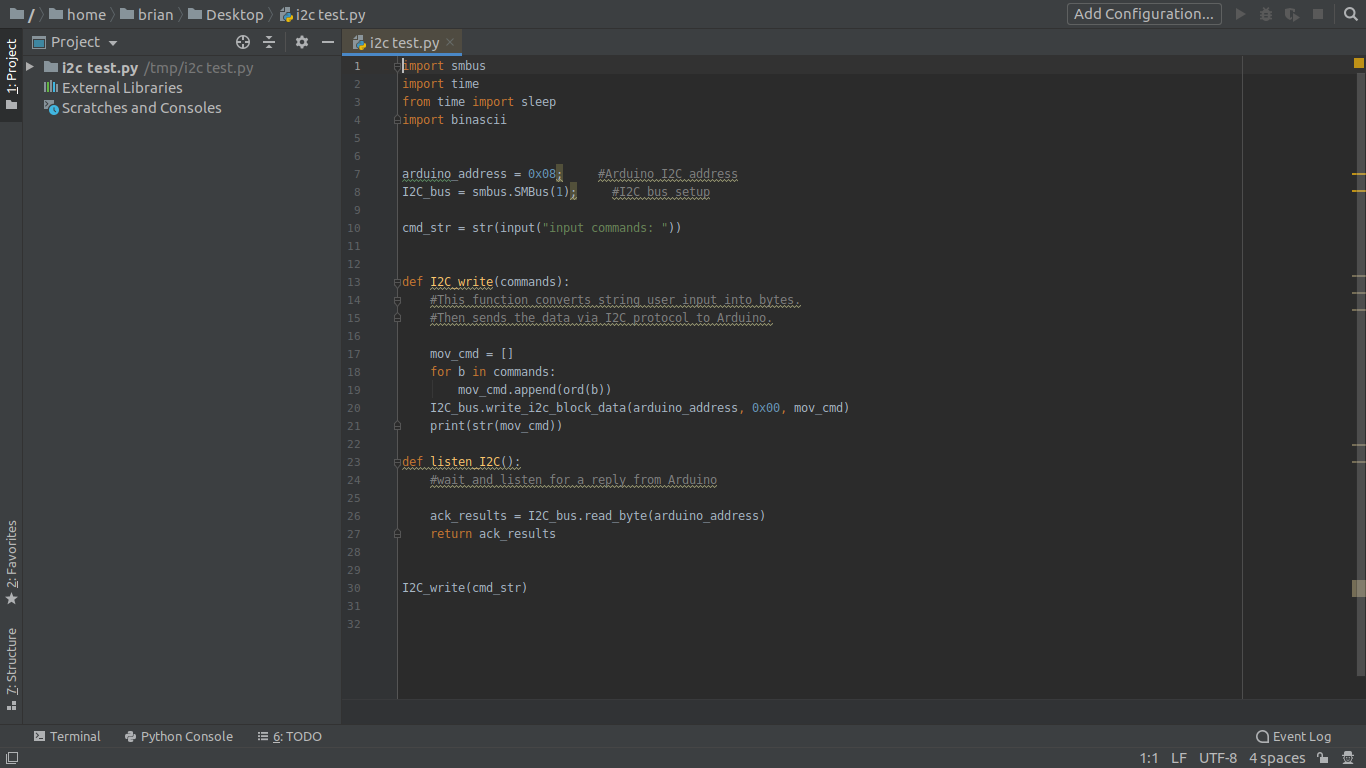 / home brian Desktop i2c test.py Add Configuration...
1: Project
Project
i2c test.py /tmp/i2c test.py
External Libraries
Scratches and Consoles
2: Favorites
7: Structure
i2c test.py
1 import smbus
2 import time
3 from time import sleep
4 import binascii
5
6
7 arduino_address = 0x08; #Arduino I2C address
8 I2C_bus = smbus.SMBus(1); #I2C bus setup
9
10 cmd_str = str(input("input commands: "))
11
12
13 def I2C_write(commands):
14 #This function converts string user input into bytes.
15 #Then sends the data via I2C protocol to Arduino.
16
17 mov_cmd = []
18 for b in commands:
19 mov_cmd.append(ord(b))
20 I2C_bus.write_i2c_block_data(arduino_address, 0x00, mov_cmd)
21 print(str(mov_cmd))
22
23 def listen_I2C():
24 #wait and listen for a reply from Arduino
25
26 ack_results = I2C_bus.read_byte(arduino_address)
27 return ack_results
28
29
30 I2C_write(cmd_str)
31
32
Terminal Python Console 6: TODO Event Log
1:1 LF UTF-8 4 spaces